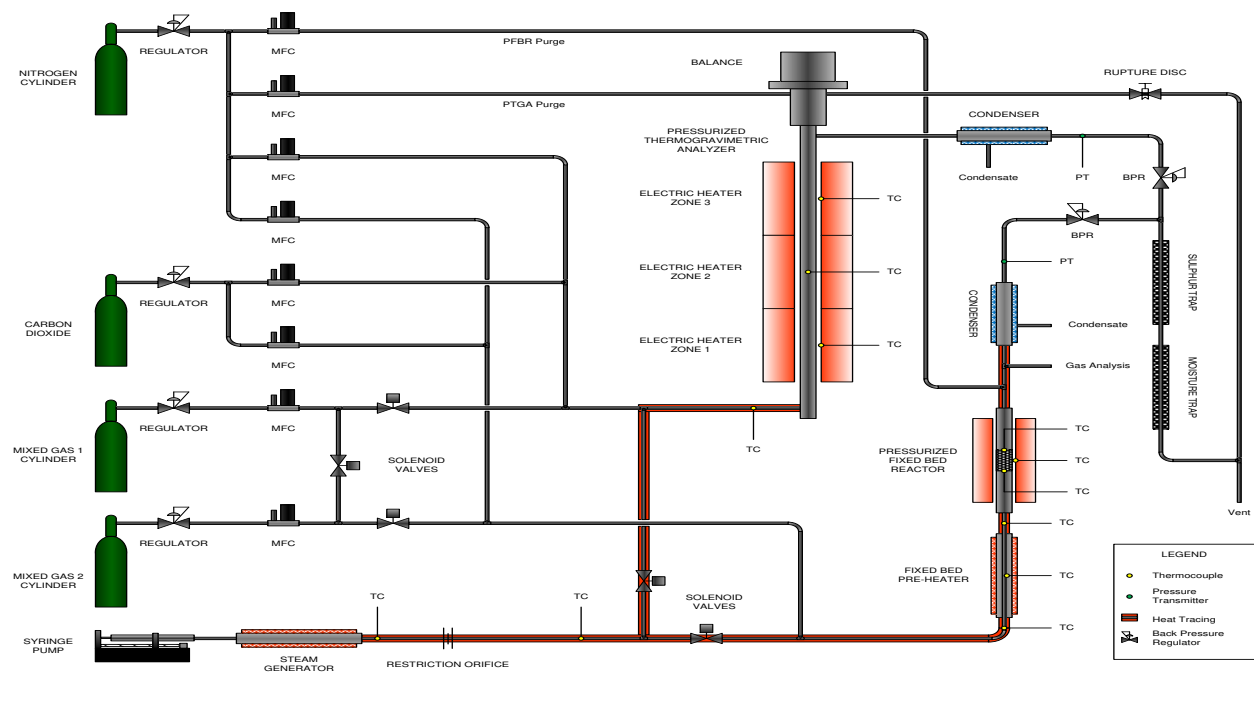 PFBR Purge
REGULATOR
MFC
NITROGEN
CYLINDER
BALANCE
RUPTURE DISC
PTGA Purge
MFC
CONDENSER
PRESSURIZED
THERMOGRAVIMETRIC
ANALYZER
MFC
Condensate
PT
BPR
ELECTRIC HEATER
ZONE 3
TC
MFC
BPR
ELECTRIC HEATER
ZONE 2
TC
PT
SULPHUR TRAP
REGULATOR
MFC
CARBON
DIOXIDE
CONDENSER
Condensate
ELECTRIC HEATER
ZONE 1
TC
MFC
Gas Analysis
MOISTURE TRAP
REGULATOR
MFC
TC
MIXED GAS 1
CYLINDER
SOLENOID
VALVES
TC
PRESSURIZED
FIXED BED
REACTOR
TC
TC
Vent
TC
REGULATOR
MFC
MIXED GAS 2
CYLINDER
FIXED BED
PRE-HEATER
TC
LEGEND
Thermocouple
Pressure
Transmitter
Heat Tracing
Back Pressure
Regulator
TC
TC
SOLENOID
VALVES
TC
SYRINGE
PUMP
STEAM
GENERATOR
RESTRICTION ORIFICE